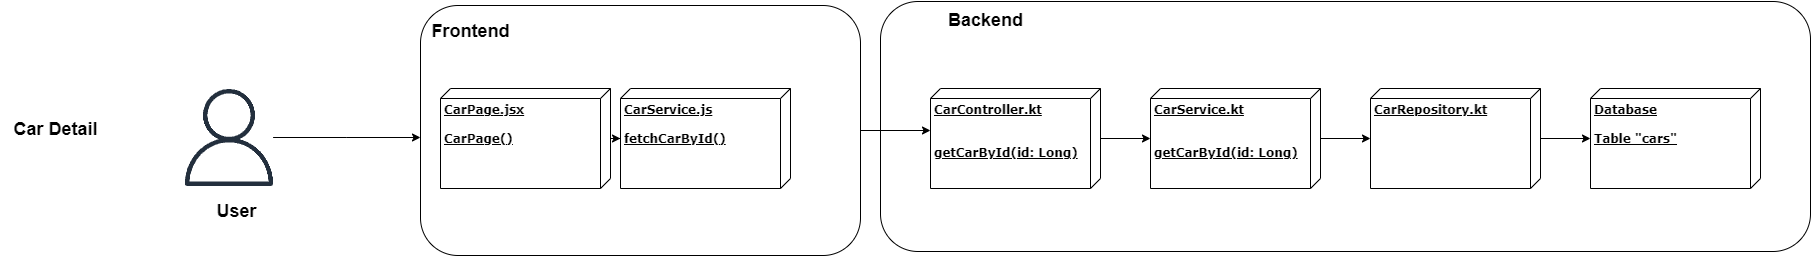 Car Detail
User
Frontend
CarPage.jsx
CarPage()
CarService.js
fetchCarById()
Backend
CarController.kt
getCarById(id: Long)
CarService.kt
getCarById(id: Long)
CarRepository.kt
Database
Table "cars"